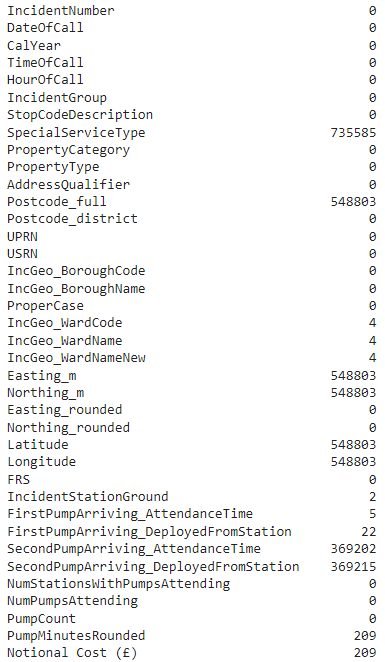 IncidentNumber 0
DateOfCall 0
CalYear 0
TimeOfCall 0
HourOfCall 0
IncidentGroup 0
StopCodeDescription 0
SpecialServiceType 735585
PropertyCategory 0
PropertyType 0
AddressQualifier 0
Postcode_full 548803
Postcode_district 0
UPRN 0
USRN 0
IncGeo_BoroughCode 0
IncGeo_BoroughName 0
ProperCase 0
IncGeo_WardCode 4
IncGeo_WardName 4
IncGeo_WardNameNew 4
Easting_m 548803
Northing_m 548803
Easting_rounded 0
Northing_rounded 0
Latitude 548803
Longitude 548803
FRS 0
IncidentStationGround 2
FirstPumpArriving_AttendanceTime 5
FirstPumpArriving_DeployedFromStation 22
SecondPumpArriving_AttendanceTime 369202
SecondPumpArriving_DeployedFromStation 369215
NumStationsWithPumpsAttending 0
NumPumpsAttending 0
PumpCount 0
PumpMinutesRounded 209
Notional Cost (£) 209